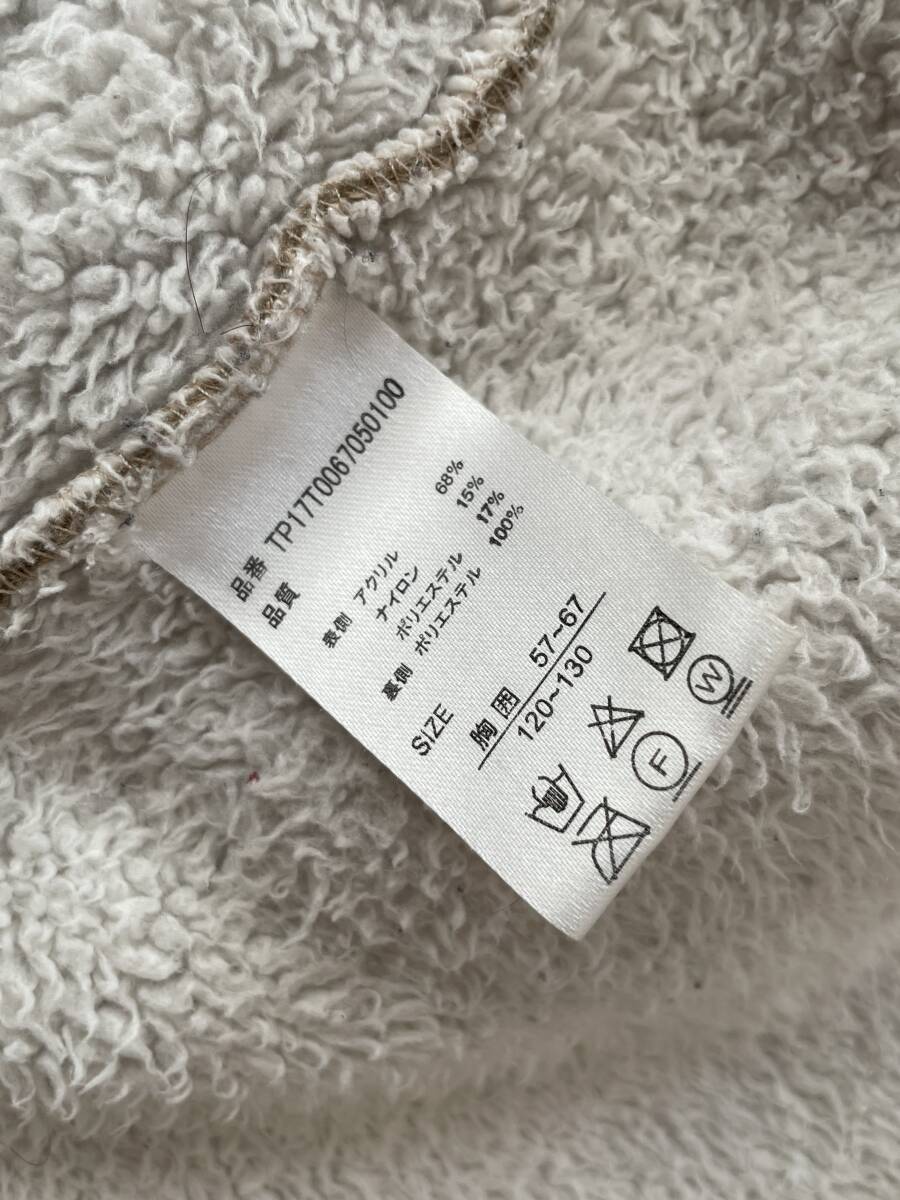 品番 TP17T0067050100
品質
表側 アクリル 68%
ナイロン 15%
ポリエステル 17%
裏側 ポリエステル 100%
SiZE
胸囲 57~67
120~130
W
F